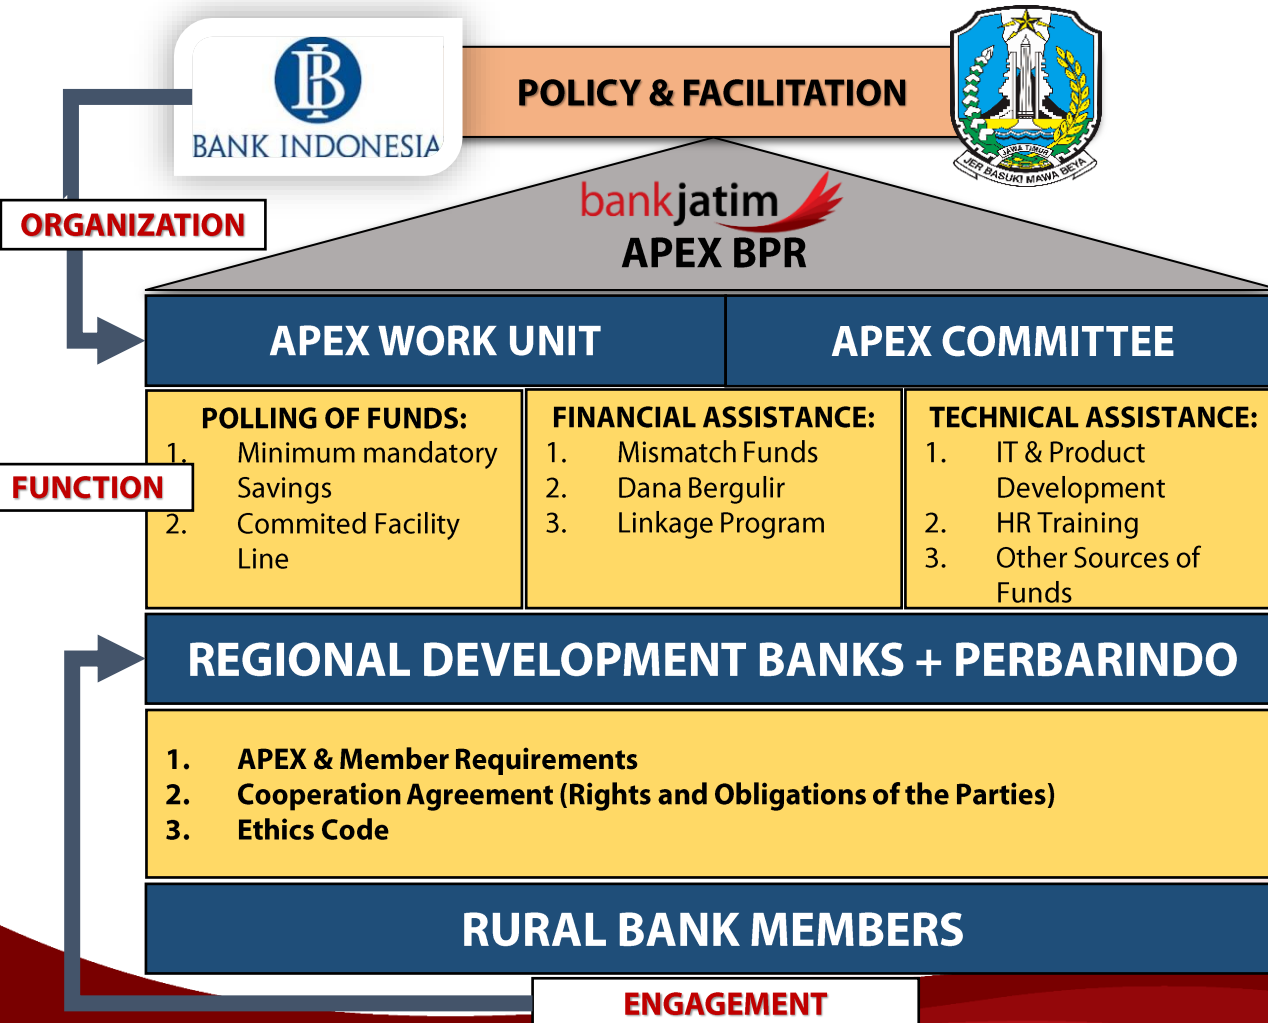 BANK INDONESIA
POLICY & FACILITATION
JAWA TIMUR
JER BASUKI MAWA BEYA
bankjatim
APEX BPR
ORGANIZATION
APEX WORK UNIT
APEX COMMITTEE
POLLING OF FUNDS:
1. Minimum mandatory
Savings
2. Commited Facility
Line
FINANCIAL ASSISTANCE:
1. Mismatch Funds
2. Dana Bergulir
3. Linkage Program
TECHNICAL ASSISTANCE:
1. IT & Product
Development
2. HR Training
3. Other Sources of
Funds
FUNCTION
REGIONAL DEVELOPMENT BANKS + PERBARINDO
1. APEX & Member Requirements
2. Cooperation Agreement (Rights and Obligations of the Parties)
3. Ethics Code
RURAL BANK MEMBERS
ENGAGEMENT